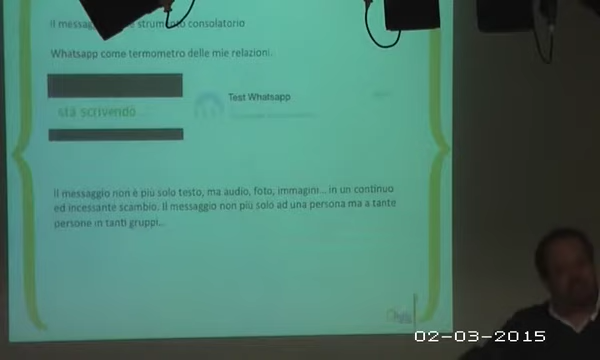 Il messaggio strumento consolatorio
Whatsapp come termometro delle mie relazioni.
sta scrivendo
Test Whatsapp
Il messaggio non è più solo testo, ma audio, foto, immagini... in un continuo
ed incessante scambio. Il messaggio non più solo ad una persona ma a tante
persone in tanti gruppi...
02-03-2015